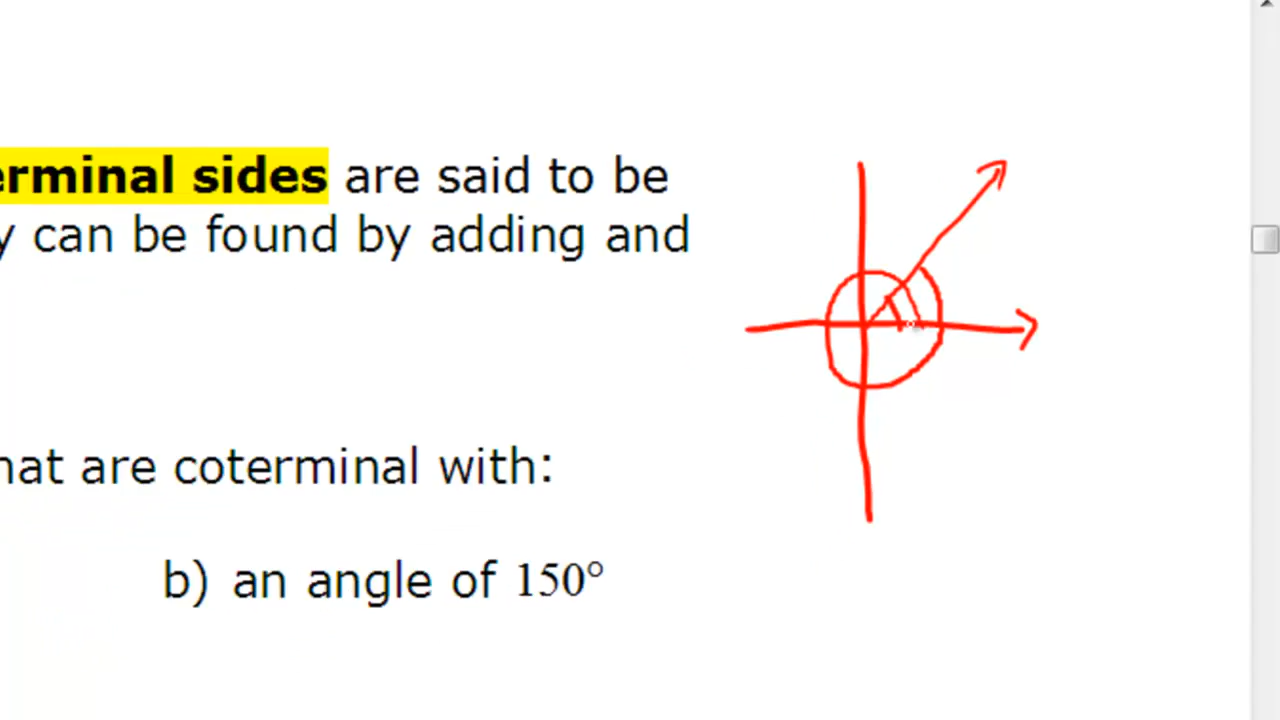 erminal sides are said to be
y can be found by adding and
hat are coterminal with:
b) an angle of 150°